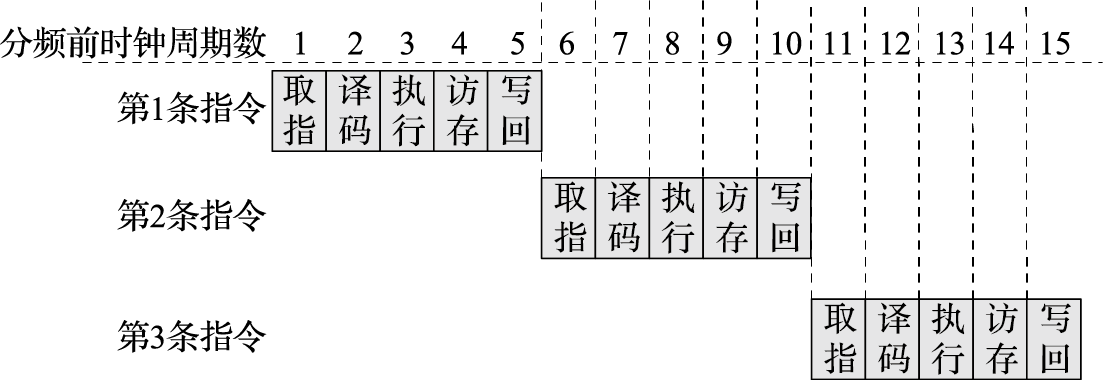 分频前时钟周期数 1 2 3 4 5 6 7 8 9 10 11 12 13 14 15
第1条指令 取指 译码 执行 访存 写回
第2条指令 取指 译码 执行 访存 写回
第3条指令 取指 译码 执行 访存 写回